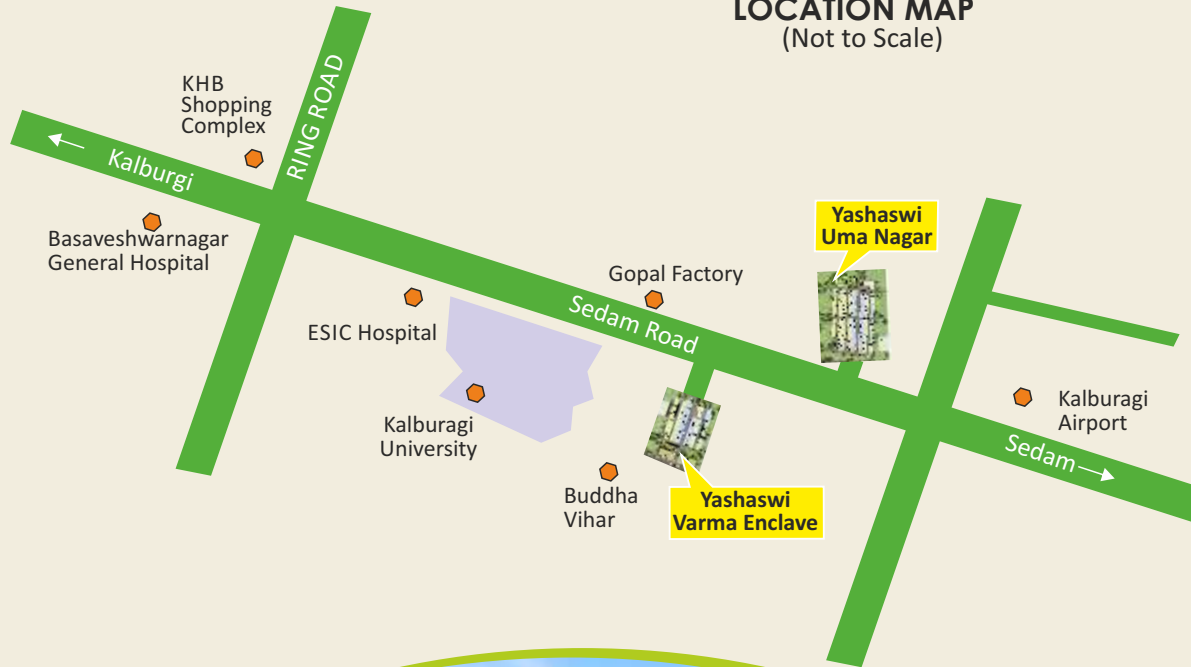 LOCATION MAP
(Not to Scale)
KHB
Shopping
Complex
RING ROAD
Kalburgi
Basaveshwarnagar
General Hospital
ESIC Hospital
Gopal Factory
Sedam Road
Yashaswi
Uma Nagar
Kalburagi
University
Buddha
Vihar
Yashaswi
Varma Enclave
Kalburagi
Airport
Sedam